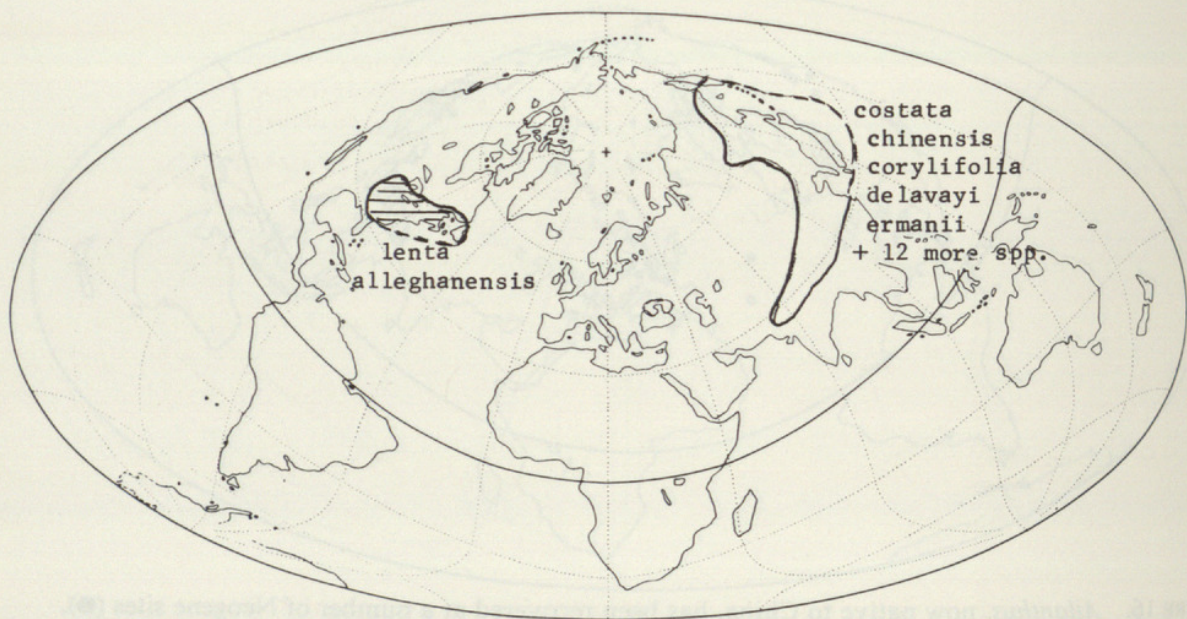 costata
chinensis
corylifolia
delavayi
ermanii
+ 12 more spp.
lenta
alleghanensis